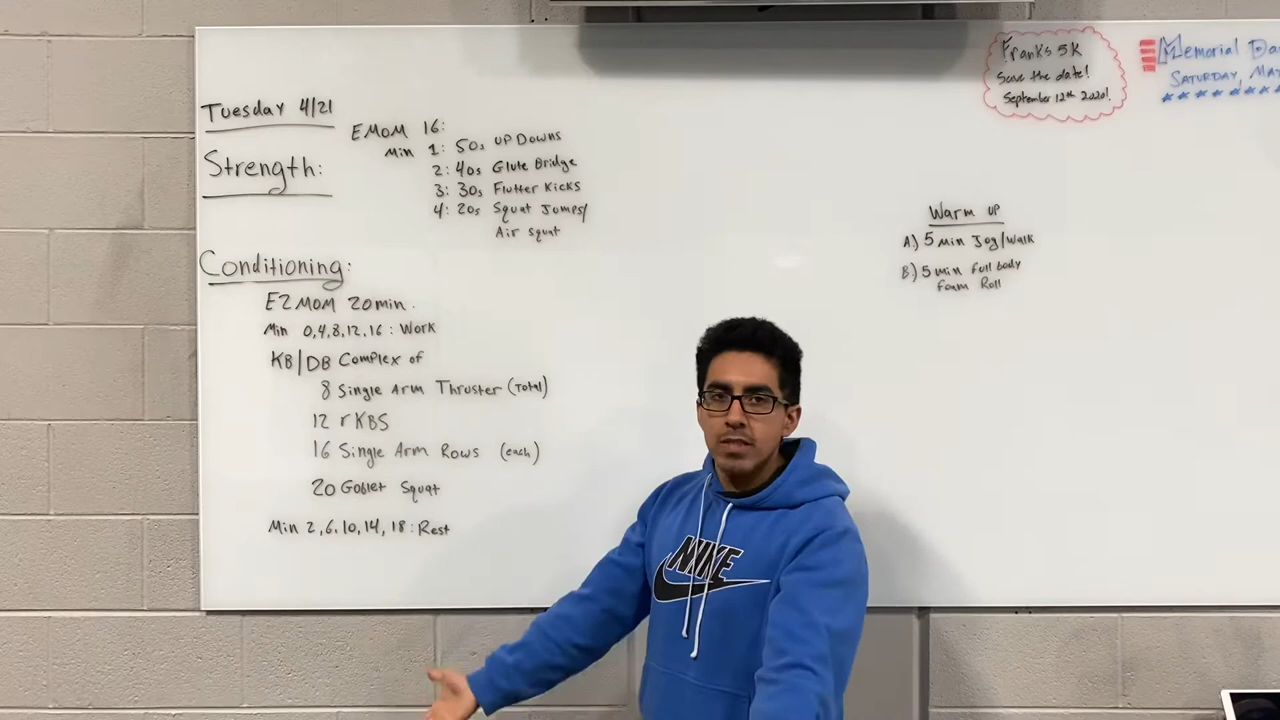 Tuesday 4/21
Strength:
EMOM 16:
Min 1: 50s UP Downs
2: 40s Glute Bridge
3: 30s Flutter Kicks
4: 20s Squat Jumps/
Air squat
Conditioning:
E2MOM 20min.
Min 0,4,8,12,16: Work
KB/DB Complex of
8 Single Arm Thruster (Total)
12 rKBS
16 Single Arm Rows (each)
20 Goblet Squat
Min 2,6,10,14,18: Rest
Frank's 5K
Save the date!
September 12th 2020!
Memorial
SATURDAY,
Warm up
A) 5 Min Jog/Walk
B) 5 min full body
foam Roll
NIKE